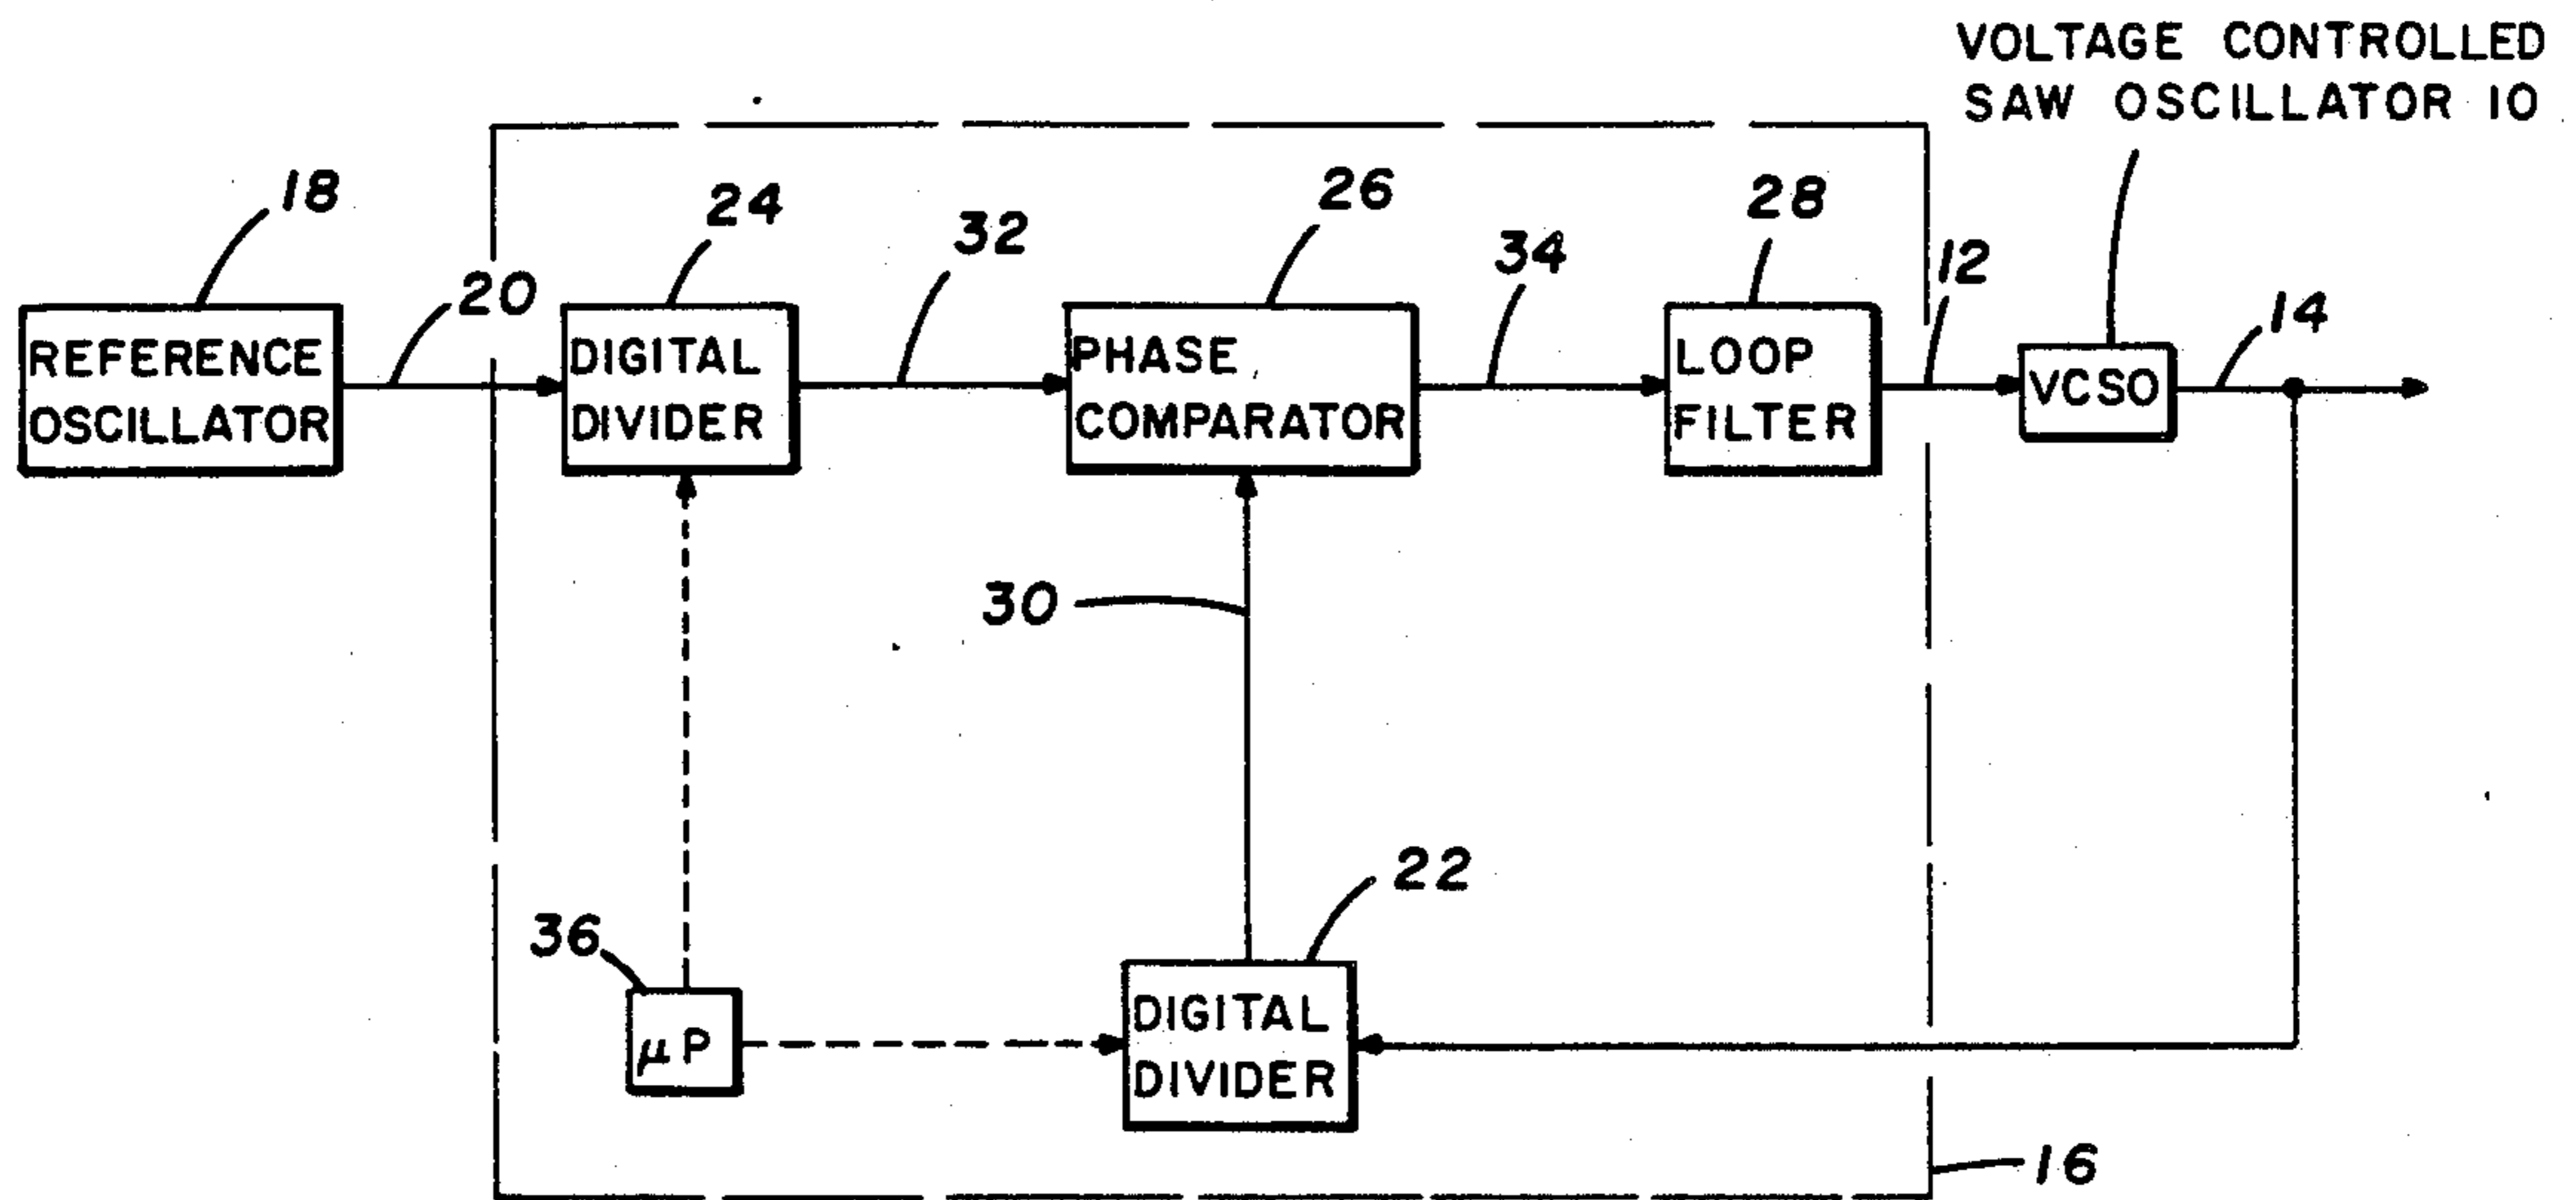 VOLTAGE CONTROLLED
SAW OSCILLATOR 10
18
24
32
26
34
28
12
14
20
REFERENCE
OSCILLATOR
DIGITAL
DIVIDER
PHASE
COMPARATOR
LOOP
FILTER
VCSO
30
22
36
μP
DIGITAL
DIVIDER
16